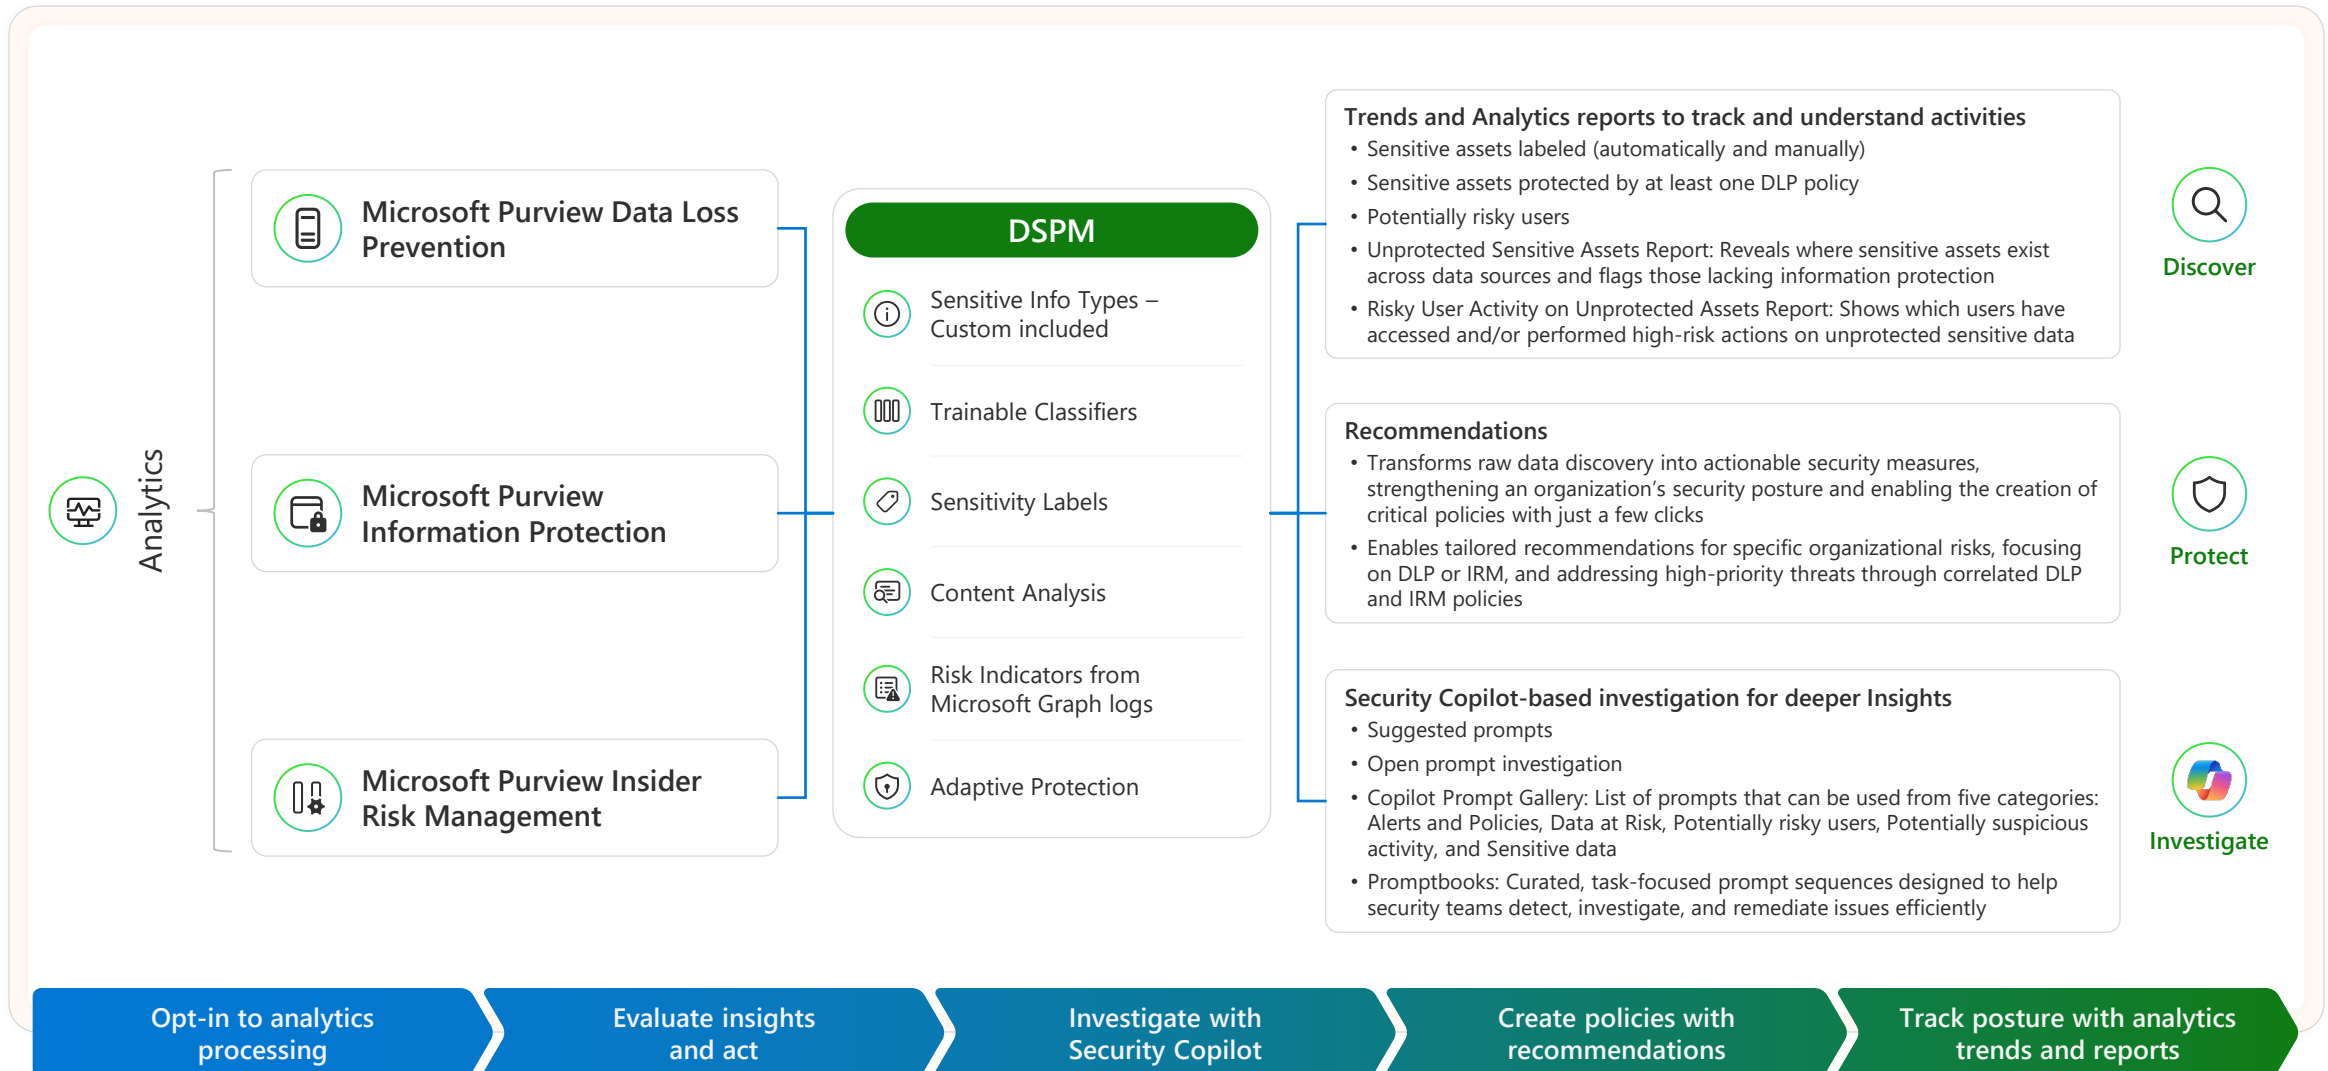 Analytics
Microsoft Purview Data Loss
Prevention
Microsoft Purview
Information Protection
Microsoft Purview Insider
Risk Management
DSPM
Sensitive Info Types –
Custom included
Trainable Classifiers
Sensitivity Labels
Content Analysis
Risk Indicators from
Microsoft Graph logs
Adaptive Protection
Trends and Analytics reports to track and understand activities
• Sensitive assets labeled (automatically and manually)
• Sensitive assets protected by at least one DLP policy
• Potentially risky users
• Unprotected Sensitive Assets Report: Reveals where sensitive assets exist
across data sources and flags those lacking information protection
• Risky User Activity on Unprotected Assets Report: Shows which users have
accessed and/or performed high-risk actions on unprotected sensitive data
Discover
Recommendations
• Transforms raw data discovery into actionable security measures,
strengthening an organization’s security posture and enabling the creation of
critical policies with just a few clicks
• Enables tailored recommendations for specific organizational risks, focusing
on DLP or IRM, and addressing high-priority threats through correlated DLP
and IRM policies
Protect
Security Copilot-based investigation for deeper Insights
• Suggested prompts
• Open prompt investigation
• Copilot Prompt Gallery: List of prompts that can be used from five categories:
Alerts and Policies, Data at Risk, Potentially risky users, Potentially suspicious
activity, and Sensitive data
• Promptbooks: Curated, task-focused prompt sequences designed to help
security teams detect, investigate, and remediate issues efficiently
Investigate
Opt-in to analytics
processing
Evaluate insights
and act
Investigate with
Security Copilot
Create policies with
recommendations
Track posture with analytics
trends and reports